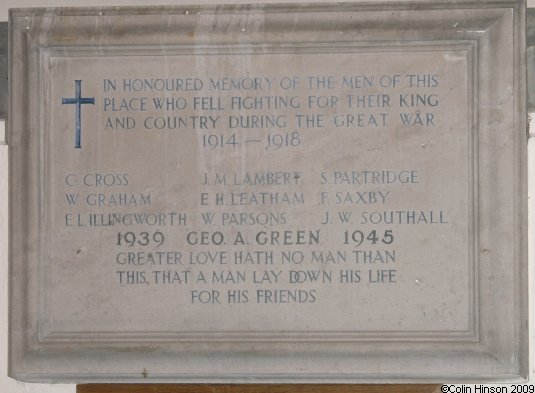 IN HONOURED MEMORY OF THE MEN OF THIS
PLACE WHO FELL FIGHTING FOR THEIR KING
AND COUNTRY DURING THE GREAT WAR
1914 – 1918
C. CROSS J. M. LAMBERT S. PARTRIDGE
W. GRAHAM E. H. LEATHAM F. SAXBY
E. L. ILLINGWORTH W. PARSONS J. W. SOUTHALL
1939 GEO. A. GREEN 1945
GREATER LOVE HATH NO MAN THAN
THIS, THAT A MAN LAY DOWN HIS LIFE
FOR HIS FRIENDS
©Colin Hinson 2009